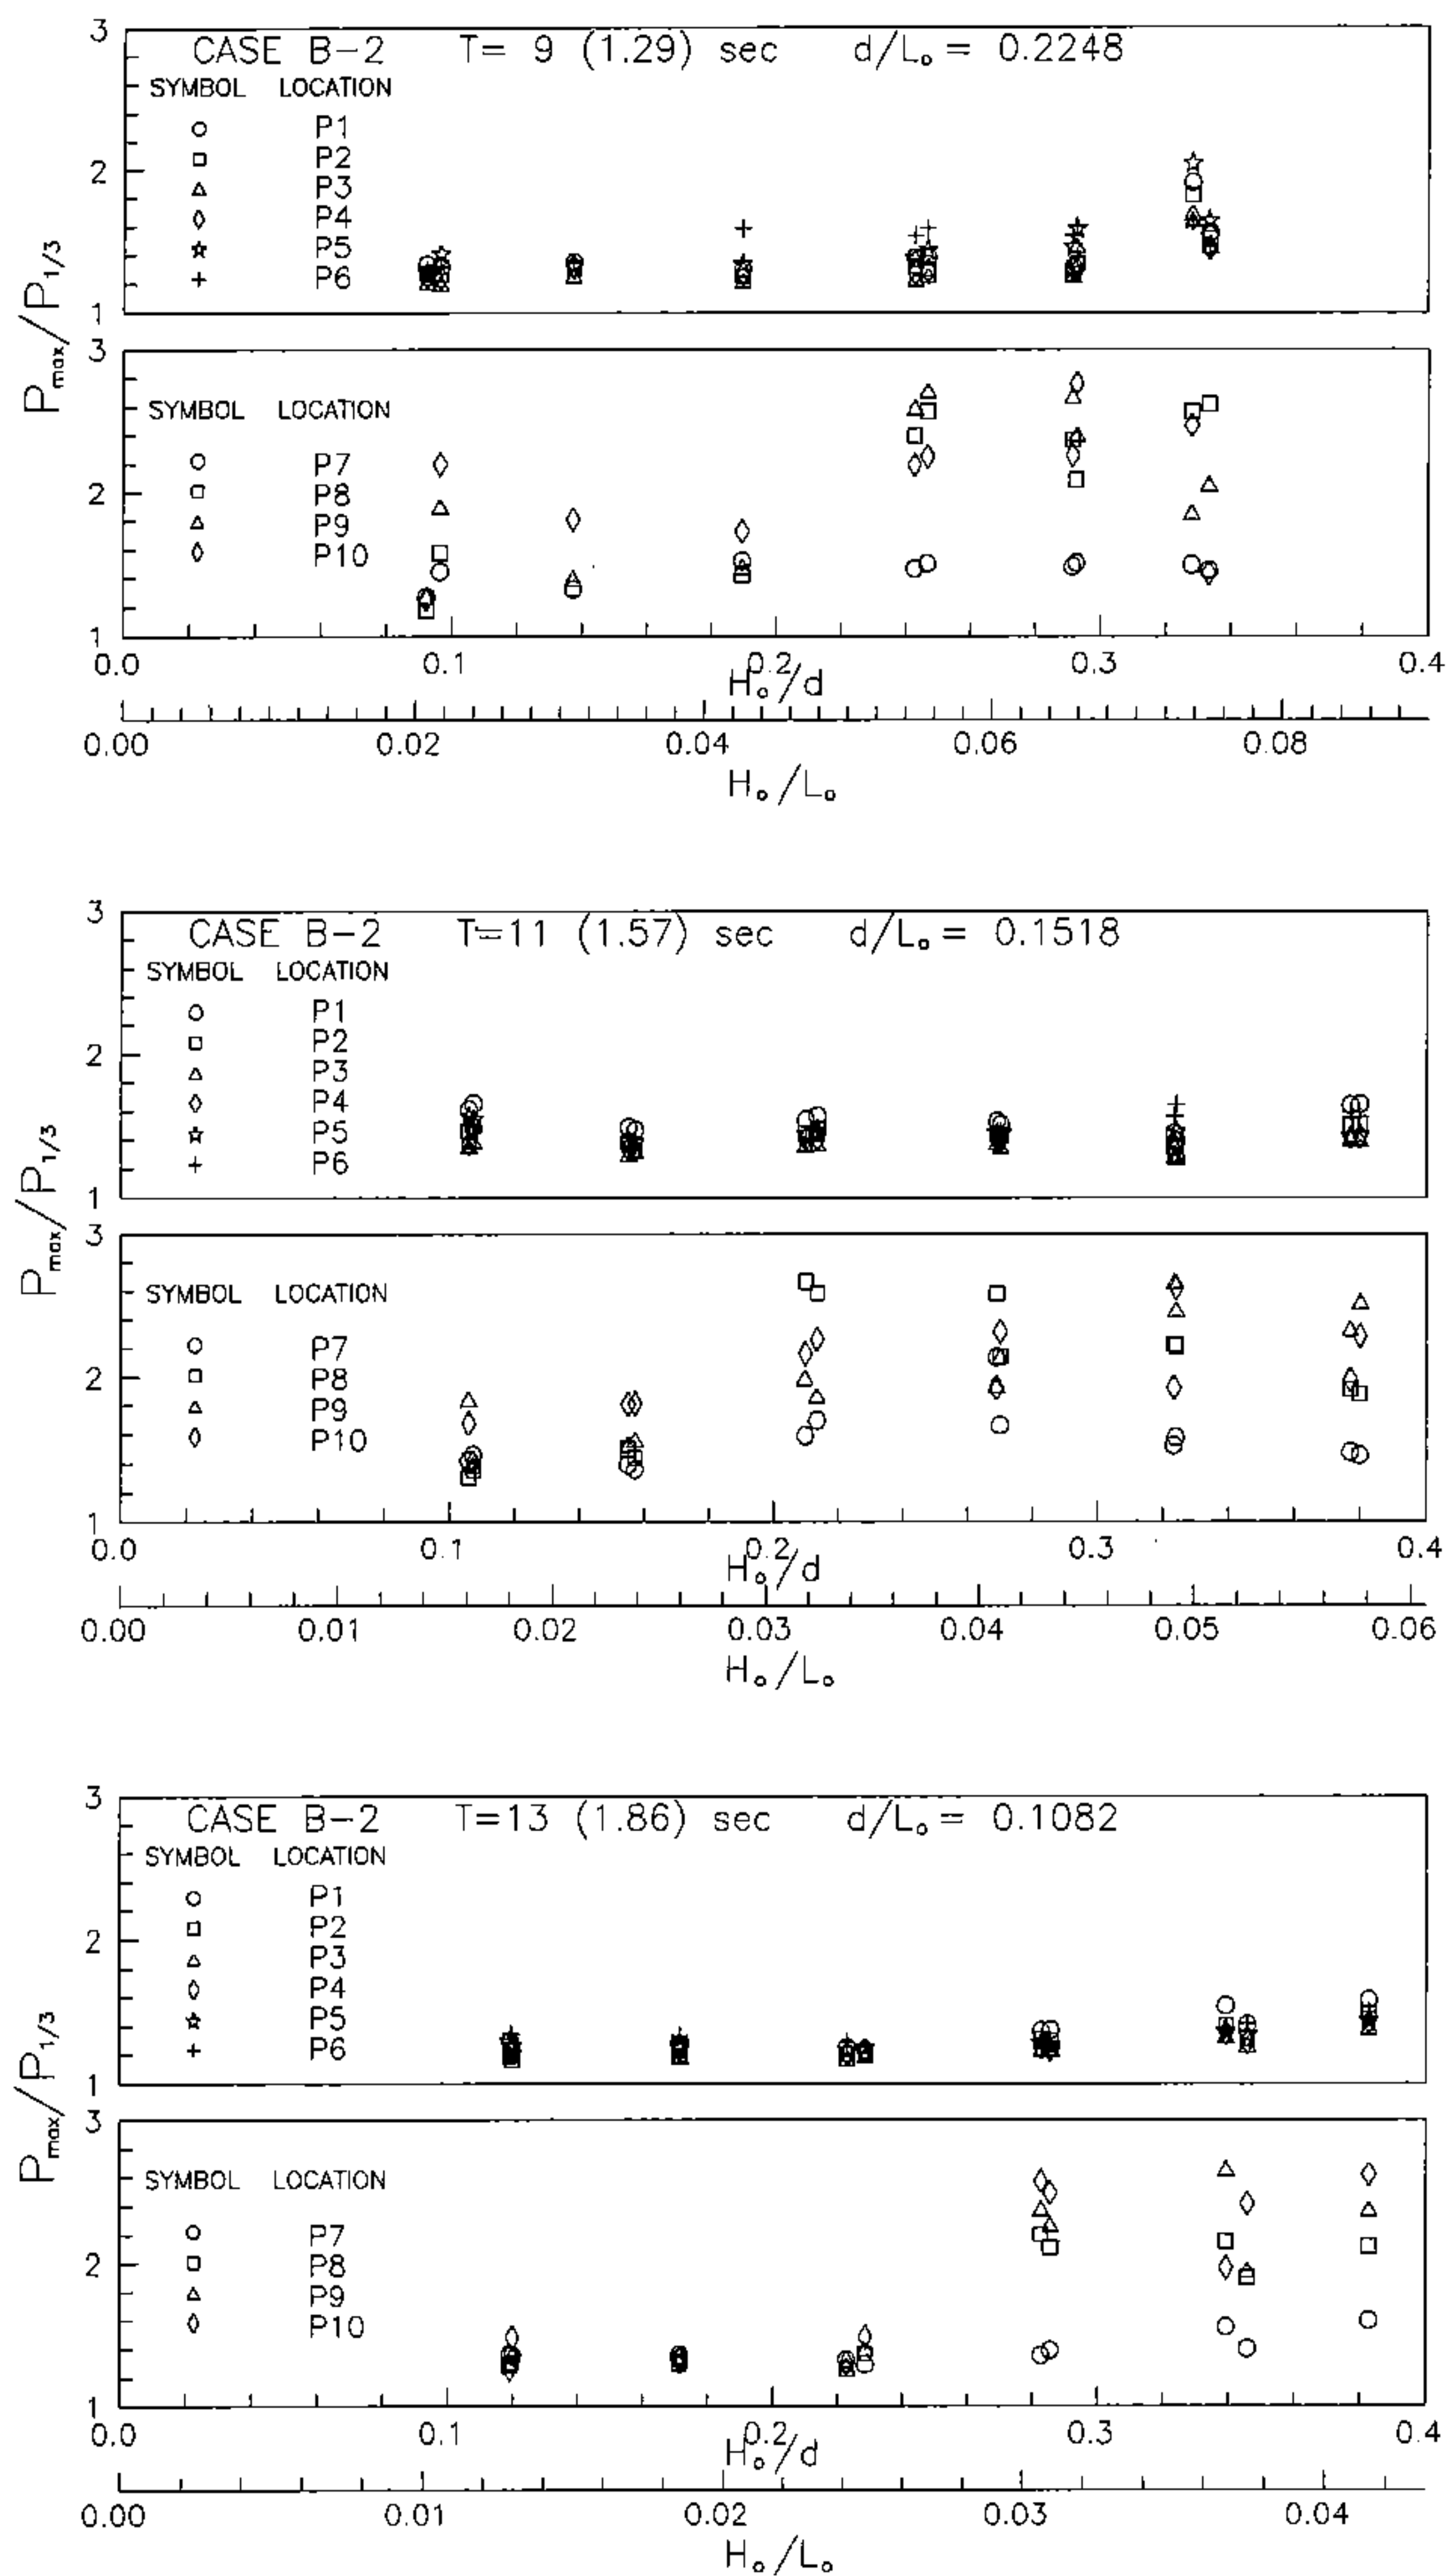 CASE B-2 T= 9 (1.29) sec d/Lₒ = 0.2248
SYMBOL LOCATION
P1
P2
P3
P4
P5
P6
3
2
1
Pmax/P1/3
SYMBOL LOCATION
P7
P8
P9
P10
3
2
1
0.0 0.1 0.2 0.3 0.4
Hₒ/d
0.00 0.02 0.04 0.06 0.08
Hₒ/Lₒ
CASE B-2 T=11 (1.57) sec d/Lₒ = 0.1518
SYMBOL LOCATION
P1
P2
P3
P4
P5
P6
3
2
1
Pmax/P1/3
SYMBOL LOCATION
P7
P8
P9
P10
3
2
1
0.0 0.1 0.2 0.3 0.4
Hₒ/d
0.00 0.01 0.02 0.03 0.04 0.05 0.06
Hₒ/Lₒ
CASE B-2 T=13 (1.86) sec d/Lₒ = 0.1082
SYMBOL LOCATION
P1
P2
P3
P4
P5
P6
3
2
1
Pmax/P1/3
SYMBOL LOCATION
P7
P8
P9
P10
3
2
1
0.0 0.1 0.2 0.3 0.4
Hₒ/d
0.00 0.01 0.02 0.03 0.04
Hₒ/Lₒ